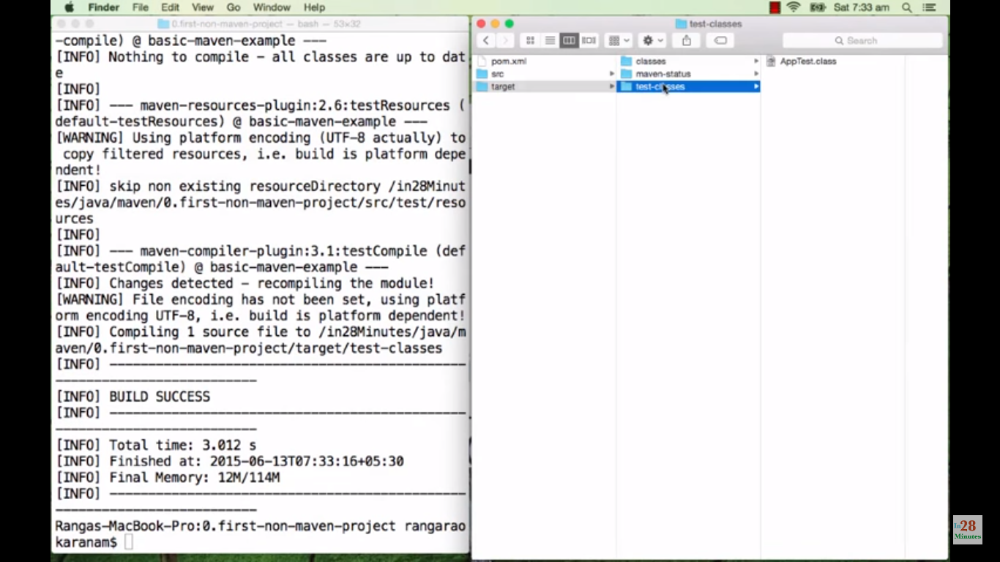 Finder File Edit View Go Window Help Sat 7:33 am
0.first-non-maven-project — bash — 53×32
-compile) @ basic-maven-example ---
[INFO] Nothing to compile - all classes are up to dat
e
[INFO]
[INFO] --- maven-resources-plugin:2.6:testResources (
default-testResources) @ basic-maven-example ---
[WARNING] Using platform encoding (UTF-8 actually) to
copy filtered resources, i.e. build is platform depe
ndent!
[INFO] skip non existing resourceDirectory /in28Minut
es/java/maven/0.first-non-maven-project/src/test/reso
urces
[INFO]
[INFO] --- maven-compiler-plugin:3.1:testCompile (def
ault-testCompile) @ basic-maven-example ---
[INFO] Changes detected - recompiling the module!
[WARNING] File encoding has not been set, using platf
orm encoding UTF-8, i.e. build is platform dependent!
[INFO] Compiling 1 source file to /in28Minutes/java/m
aven/0.first-non-maven-project/target/test-classes
[INFO] ------------------------------------------------------------------------
[INFO] BUILD SUCCESS
[INFO] ------------------------------------------------------------------------
[INFO] Total time: 3.012 s
[INFO] Finished at: 2015-06-13T07:33:16+05:30
[INFO] Final Memory: 12M/114M
[INFO] ------------------------------------------------------------------------
Rangas-MacBook-Pro:0.first-non-maven-project rangarao
karanam$
test-classes
Search
pom.xml
src
target
classes
maven-status
test-classes
AppTest.class
In28
Minutes